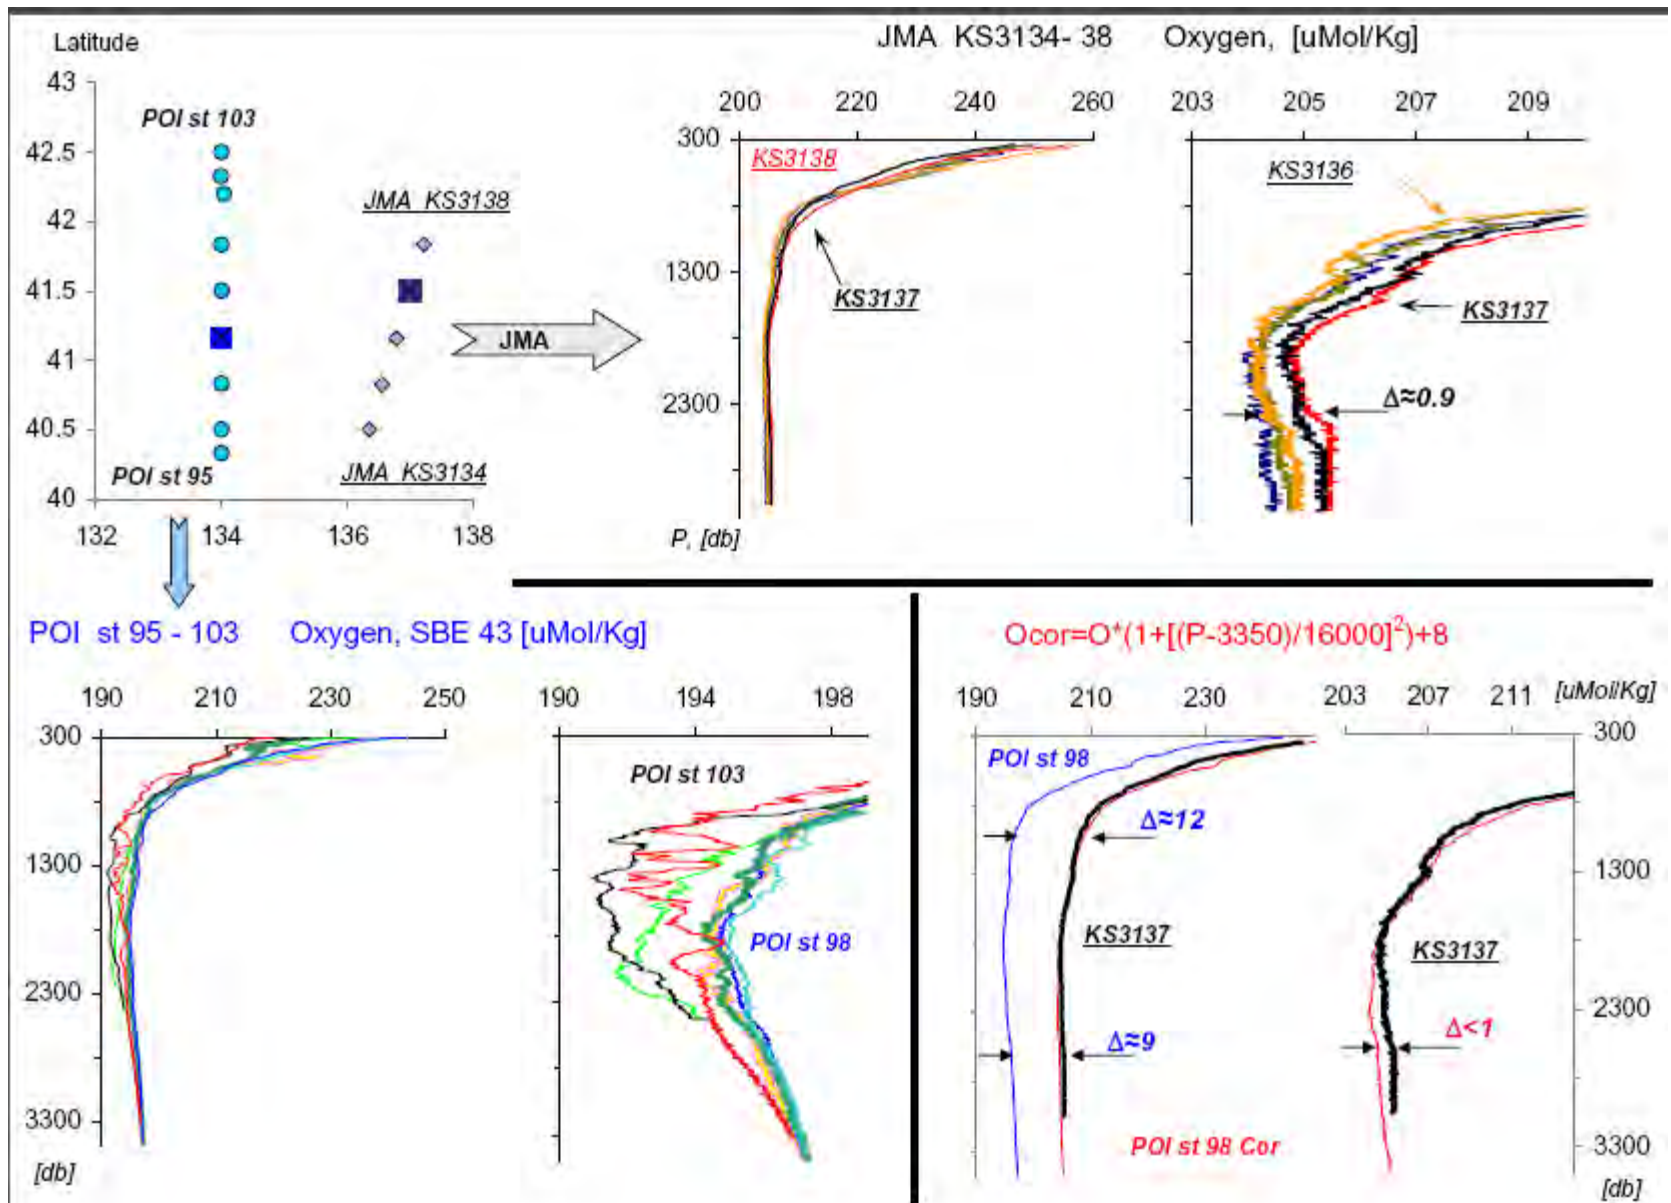 JMA KS3134- 38 Oxygen, [uMol/Kg]
Latitude
43
42.5
42
41.5
41
40.5
40
132 134 136 138
POI st 103
JMA KS3138
POI st 95
JMA KS3134
JMA
200 220 240 260
300
1300
2300
P, [db]
KS3138
KS3137
203 205 207 209
KS3136
KS3137
Δ≈0.9
POI st 95 - 103 Oxygen, SBE 43 [uMol/Kg]
190 210 230 250
300
1300
2300
3300
[db]
190 194 198
POI st 103
POI st 98
Ocor=O*(1+[(P-3350)/16000]²)+8
190 210 230
POI st 98
Δ≈12
KS3137
Δ≈9
POI st 98 Cor
203 207 211 [uMol/Kg]
300
1300
2300
3300
[db]
KS3137
Δ<1